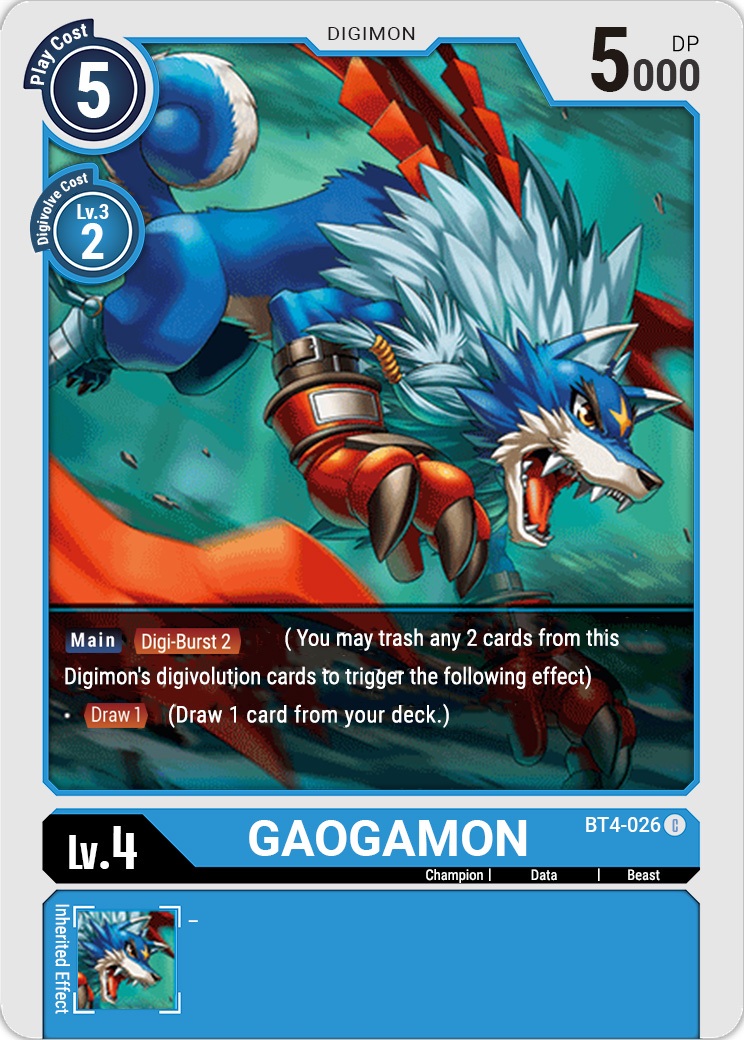 DIGIMON
Play Cost
5
DP
5000
Digivolve Cost
Lv.3
2
Main Digi-Burst 2 ( You may trash any 2 cards from this
Digimon's digivolution cards to trigger the following effect)
· Draw 1 (Draw 1 card from your deck.)
Lv.4
GAOGAMON
BT4-026 C
Champion | Data | Beast
Inherited Effect
–